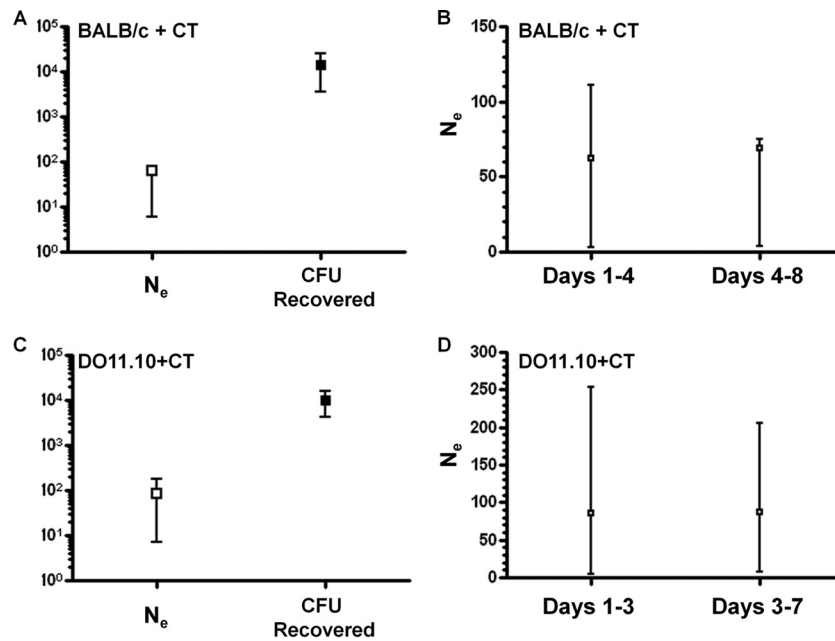 A
BALB/c + CT
10⁵
10⁴
10³
10²
10¹
10⁰
Nₑ
CFU
Recovered
B
BALB/c + CT
Nₑ
150
100
50
0
Days 1-4
Days 4-8
C
DO11.10+CT
10⁵
10⁴
10³
10²
10¹
10⁰
Nₑ
CFU
Recovered
D
DO11.10+CT
Nₑ
300
250
200
150
100
50
0
Days 1-3
Days 3-7